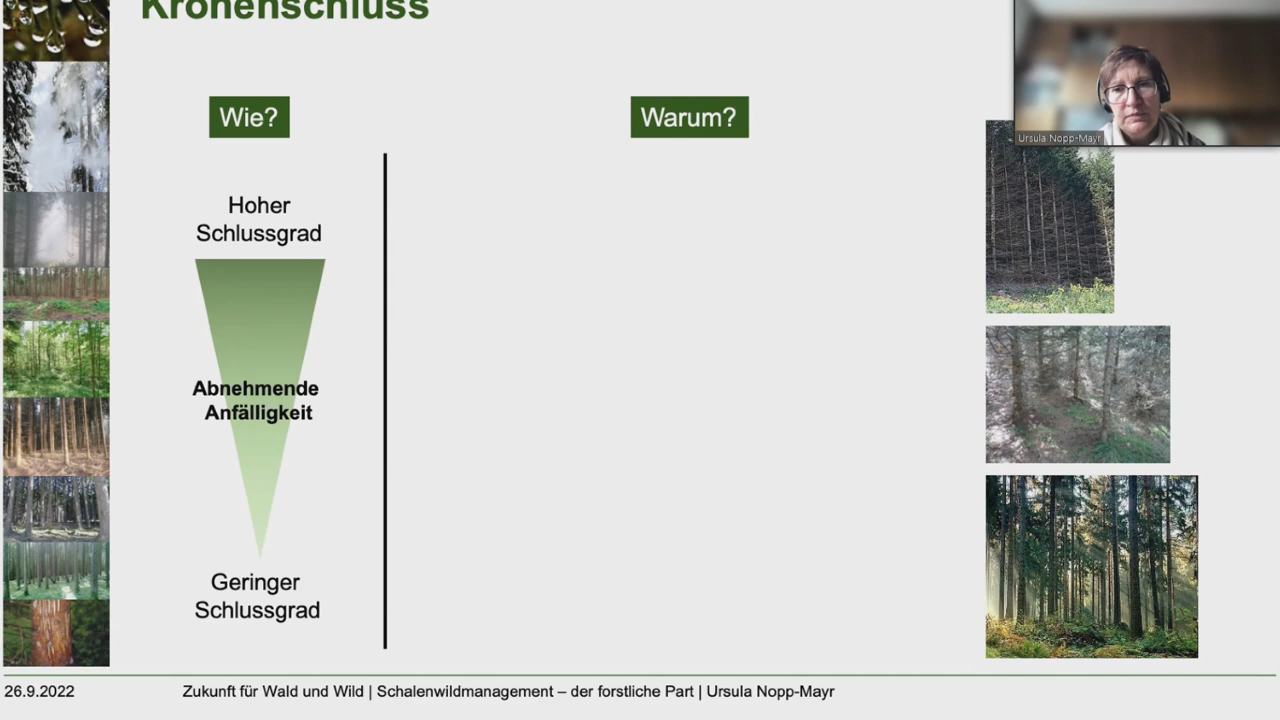 Kronenschluss
Wie?
Warum?
Ursula Nopp-Mayr
Hoher
Schlussgrad
Abnehmende
Anfälligkeit
Geringer
Schlussgrad
26.9.2022
Zukunft für Wald und Wild | Schalenwildmanagement – der forstliche Part | Ursula Nopp-Mayr